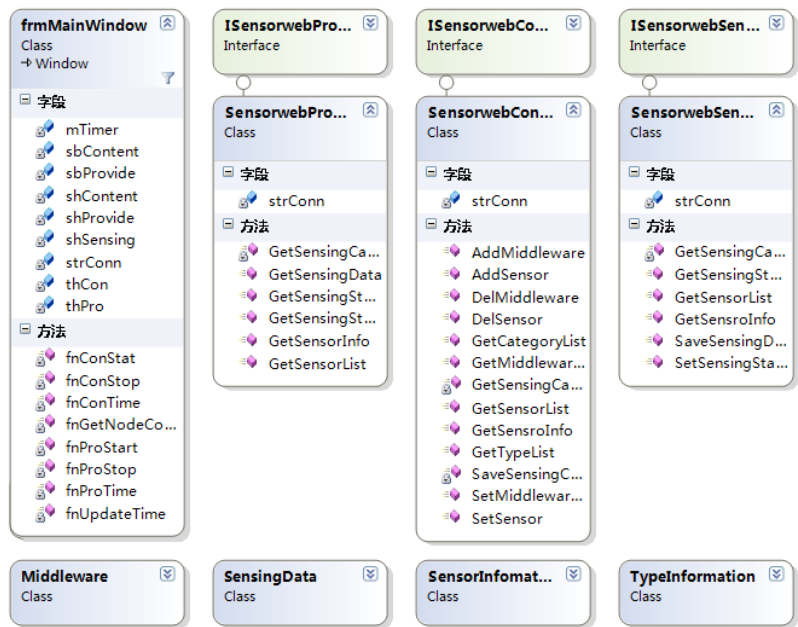 frmMainWindow
Class
Window
字段
mTimer
sbContent
sbProvide
shContent
shProvide
shSensing
strConn
thCon
thPro
方法
fnConStat
fnConStop
fnConTime
fnGetNodeCo...
fnProStart
fnProStop
fnProTime
fnUpdateTime
ISensorwebPro...
Interface
SensorwebPro...
Class
字段
strConn
方法
GetSensingCa...
GetSensingData
GetSensingSt...
GetSensingSt...
GetSensorInfo
GetSensorList
ISensorwebCo...
Interface
SensorwebCon...
Class
字段
strConn
方法
AddMiddleware
AddSensor
DelMiddleware
DelSensor
GetCategoryList
GetMiddlewar...
GetSensingCa...
GetSensorList
GetSensroInfo
GetTypeList
SaveSensingC...
SetMiddlewar...
SetSensor
ISensorwebSen...
Interface
SensorwebSen...
Class
字段
strConn
方法
GetSensingCa...
GetSensingSt...
GetSensorList
GetSensroInfo
SaveSensingD...
SetSensingSta...
Middleware
Class
SensingData
Class
SensorInfomat...
Class
TypeInformation
Class